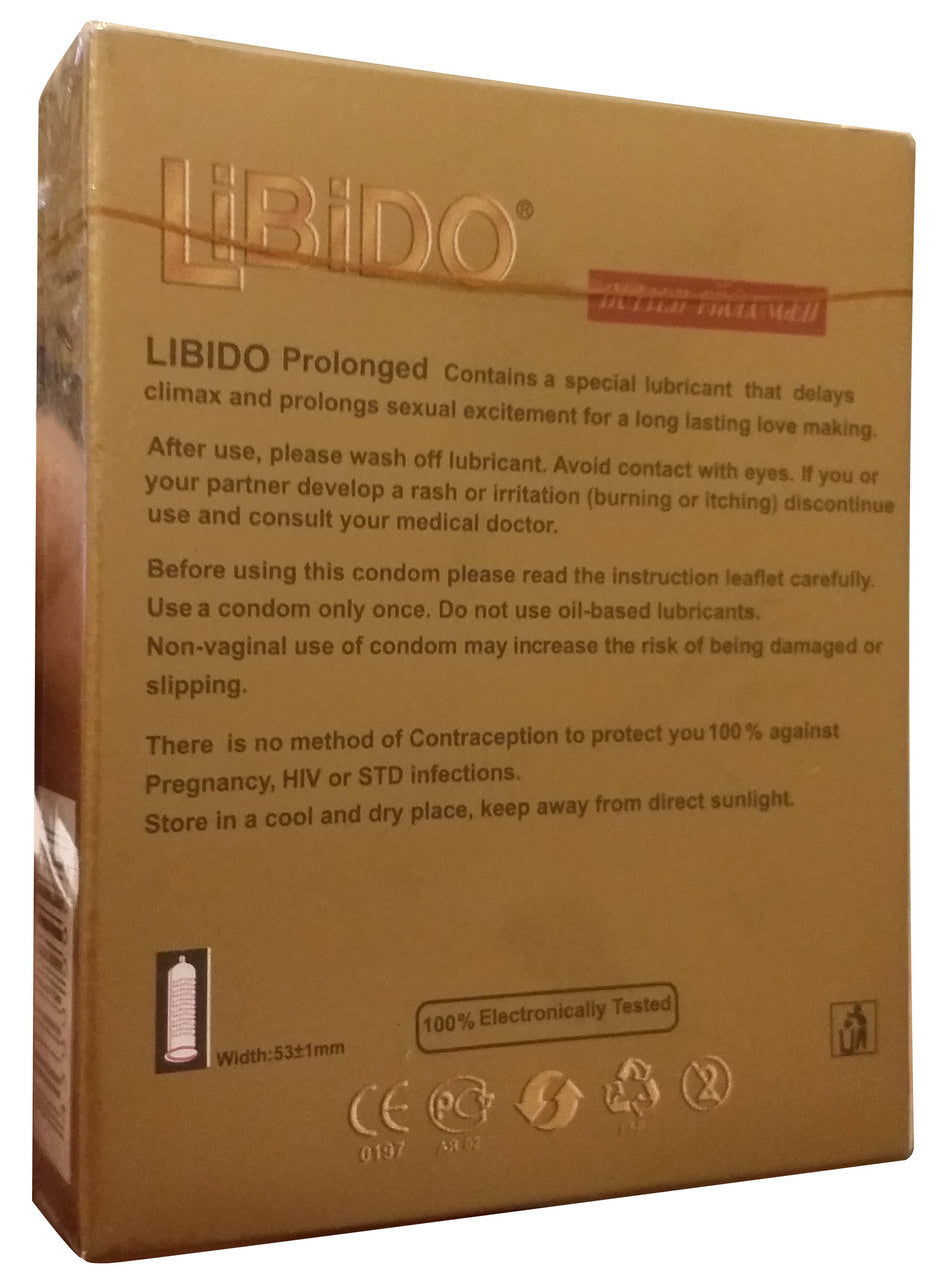 LiBiDO®
LIBIDO Prolonged Contains a special lubricant that delays
climax and prolongs sexual excitement for a long lasting love making.
After use, please wash off lubricant. Avoid contact with eyes. If you or
your partner develop a rash or irritation (burning or itching) discontinue
use and consult your medical doctor.
Before using this condom please read the instruction leaflet carefully.
Use a condom only once. Do not use oil-based lubricants.
Non-vaginal use of condom may increase the risk of being damaged or
slipping.
There is no method of Contraception to protect you 100% against
Pregnancy, HIV or STD infections.
Store in a cool and dry place, keep away from direct sunlight.
100% Electronically Tested
Width:53±1mm
CE
0197
2